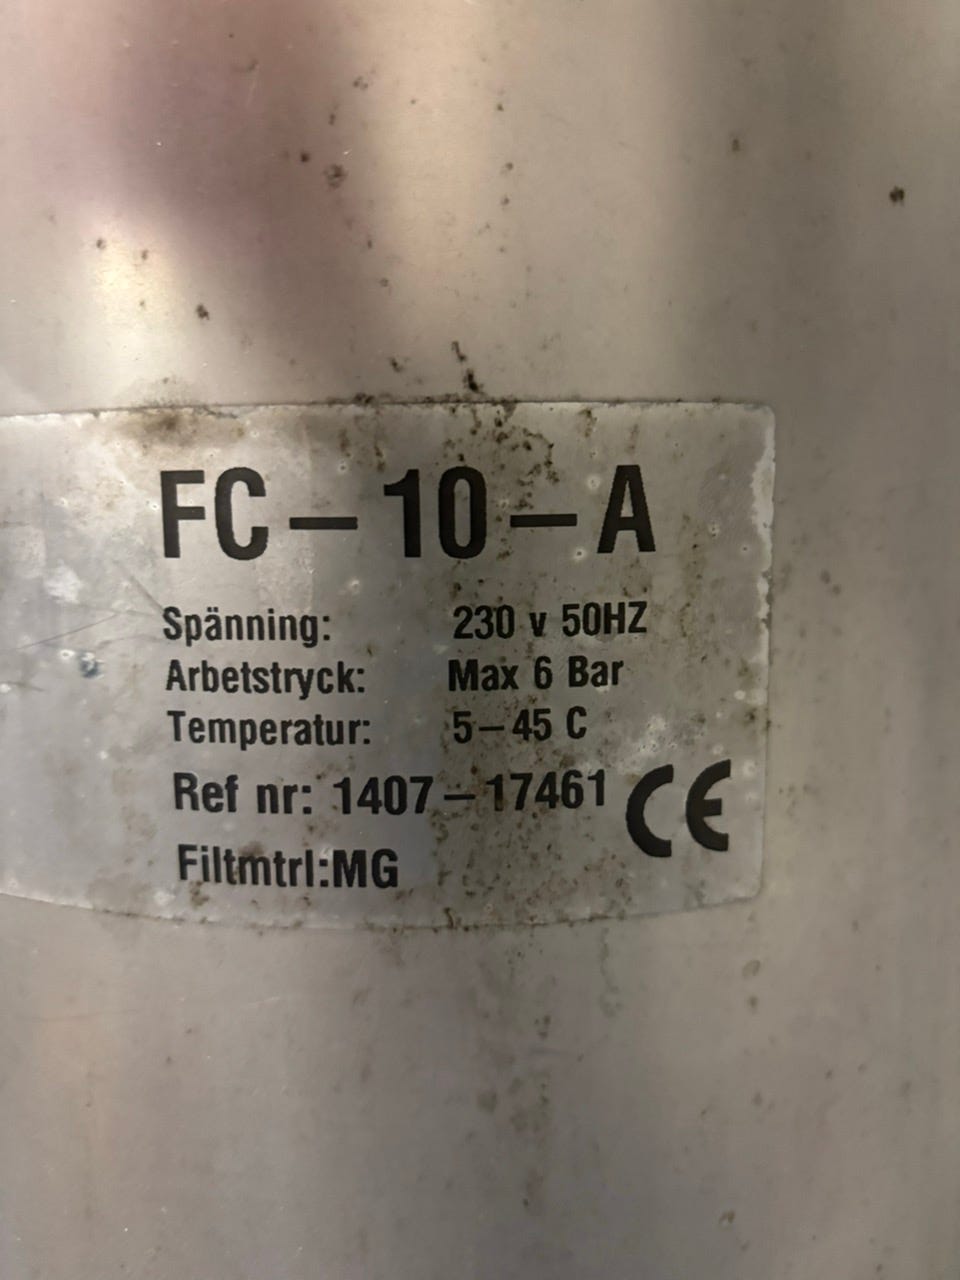 FC-10-A
Spänning: 230 v 50HZ
Arbetstryck: Max 6 Bar
Temperatur: 5-45 C
Ref nr: 1407-17461 CE
Filtmtrl:MG